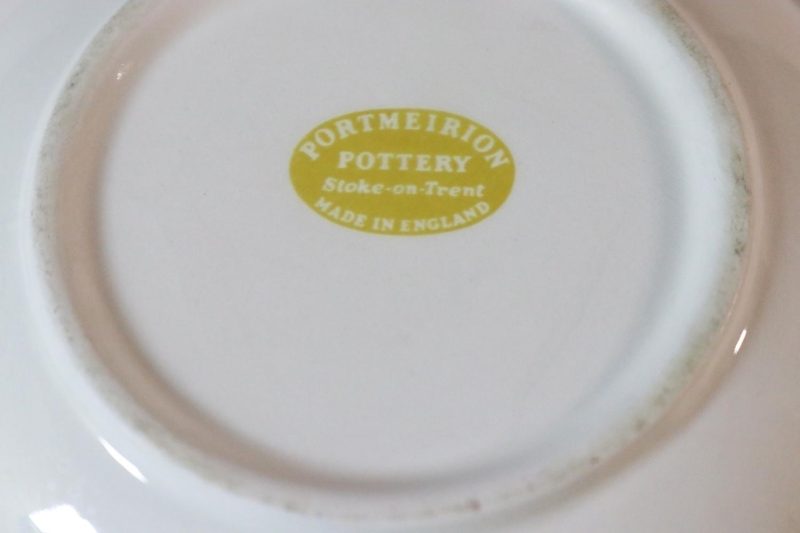 PORTMEIRION
POTTERY
Stoke-on-Trent
MADE IN ENGLAND